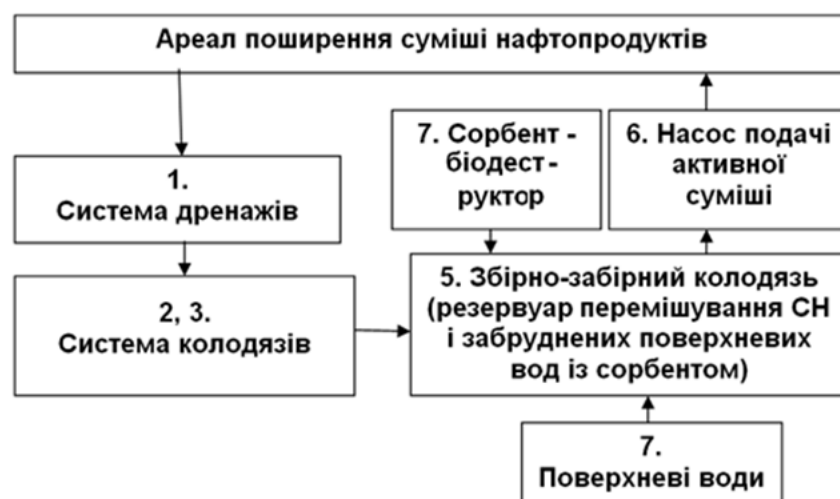 Ареал поширення суміші нафтопродуктів
7. Сорбент -
біодест -
руктор
6. Насос подачі
активної
суміші
1.
Система дренажів
2, 3.
Система колодязів
5. Збірно-забірний колодязь
(резервуар перемішування СН
і забруднених поверхневих
вод із сорбентом)
7.
Поверхневі води